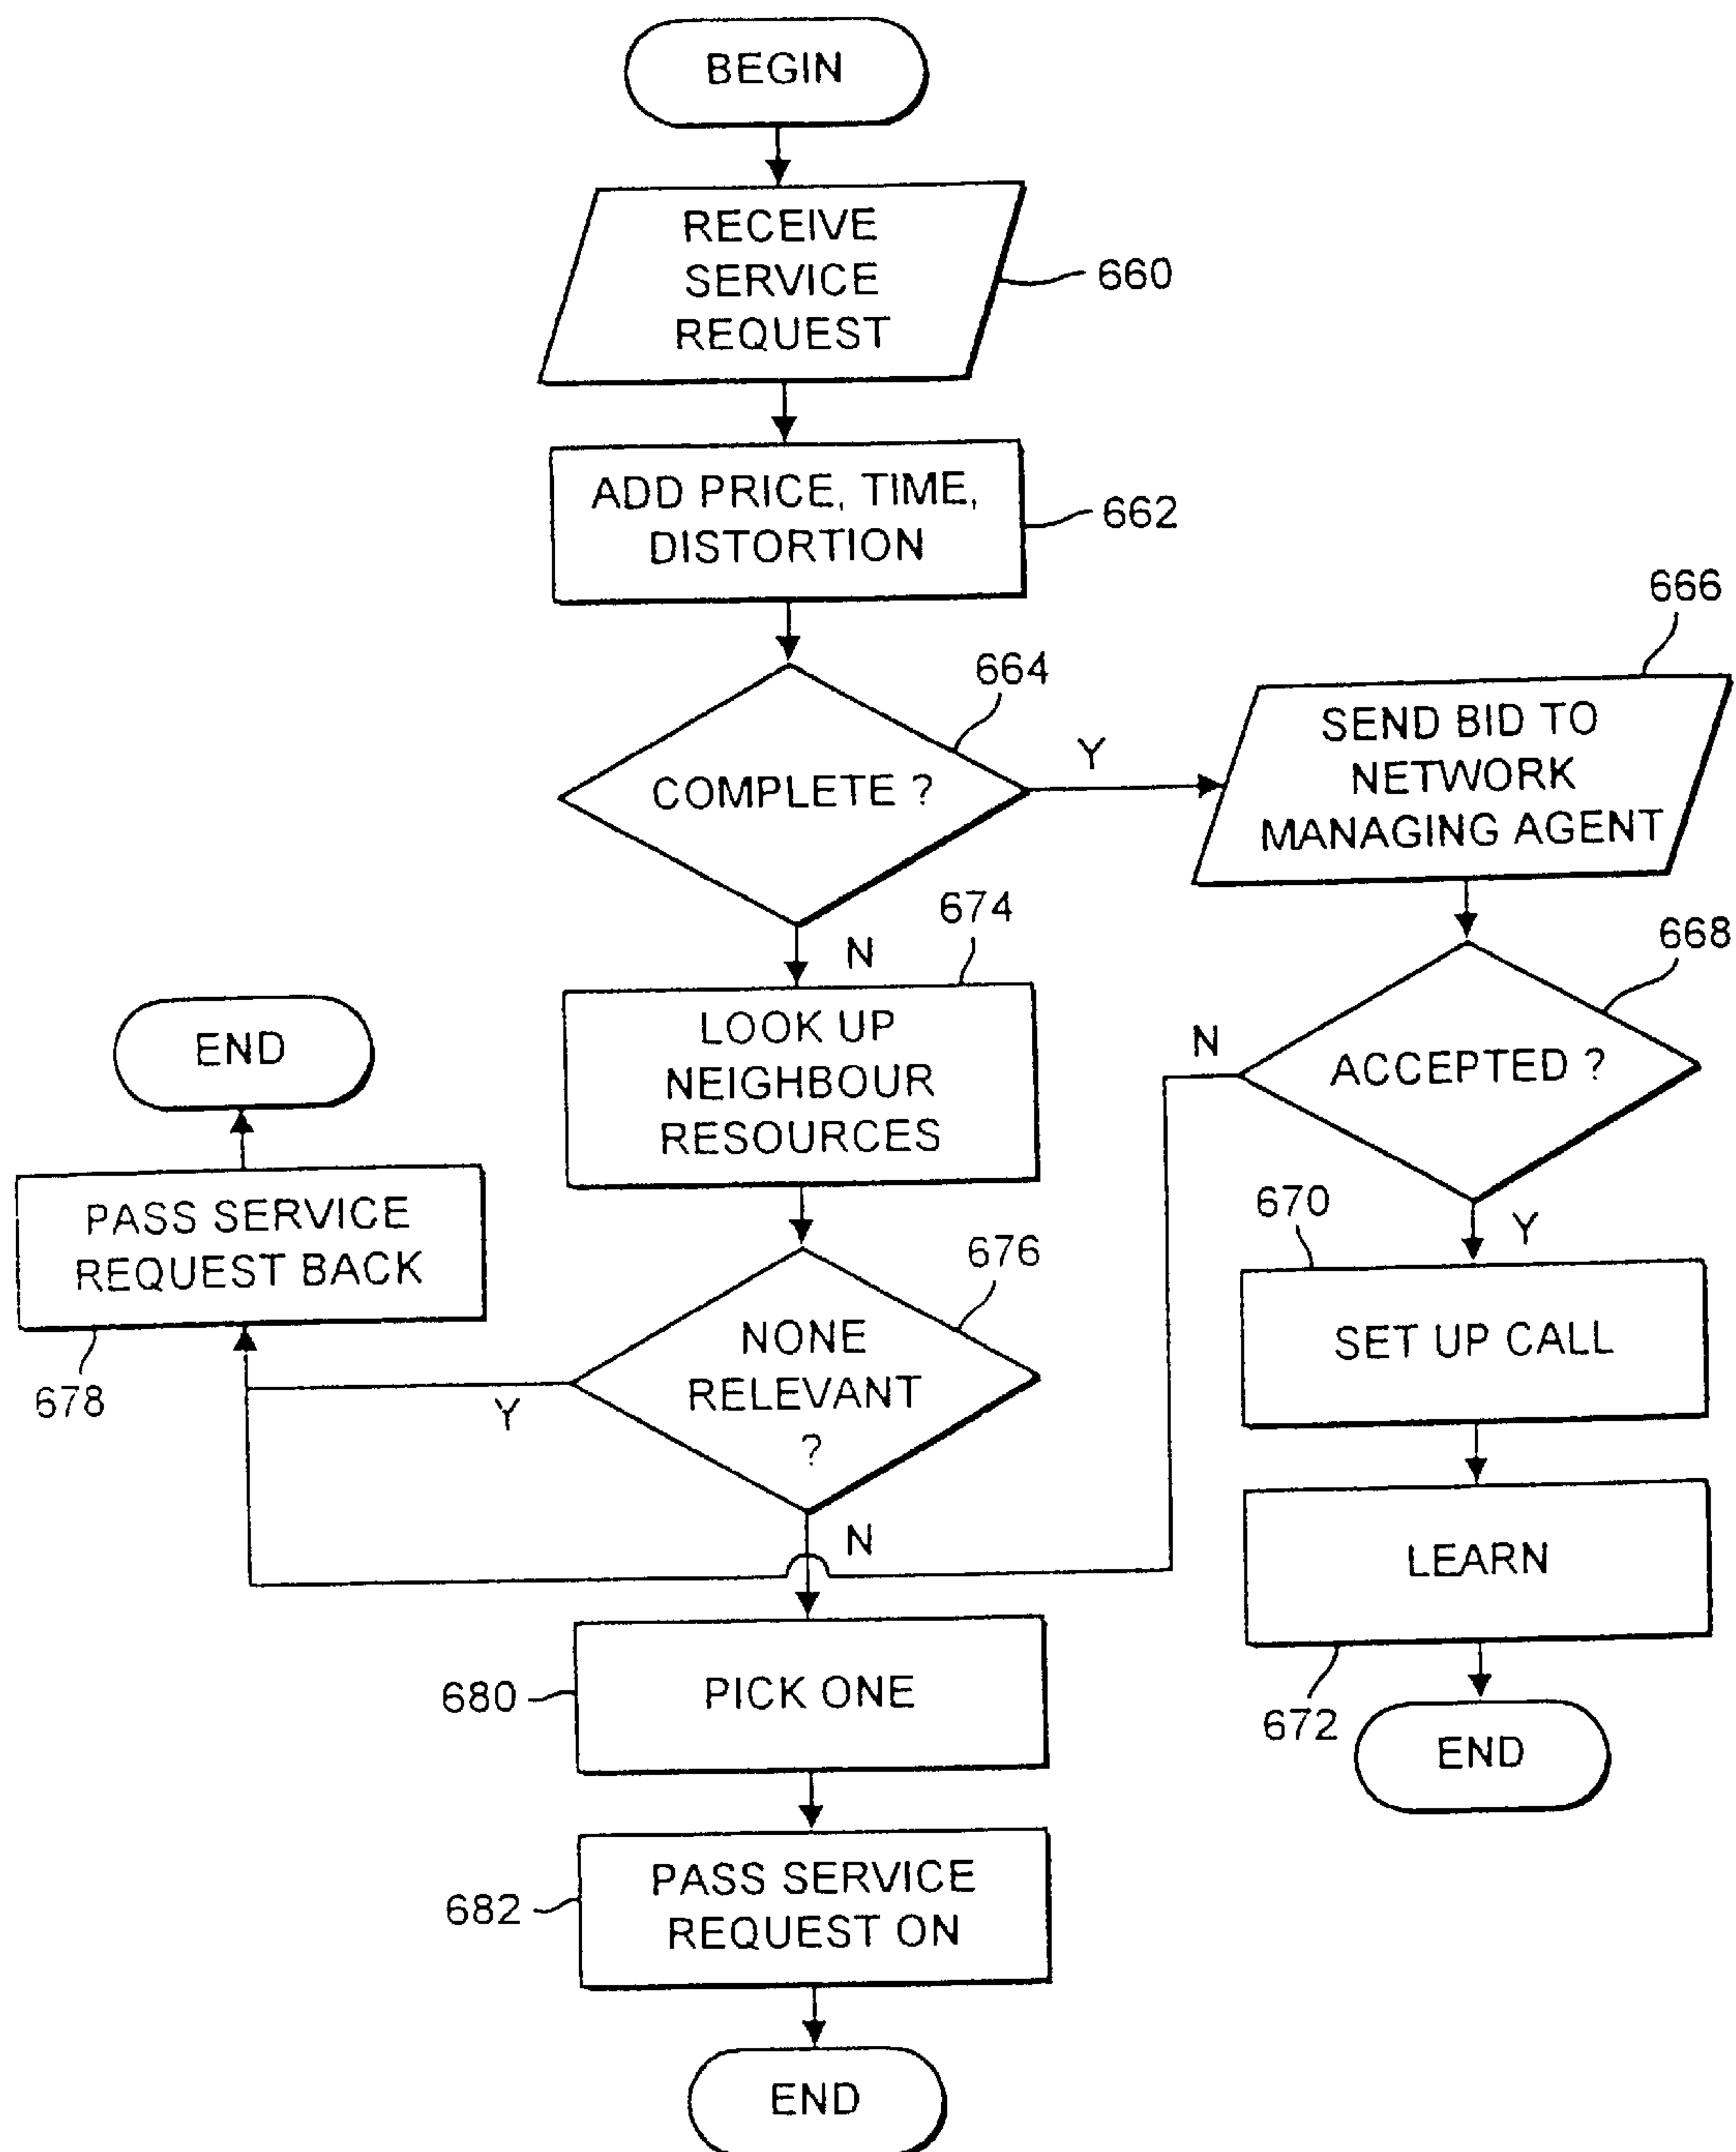 BEGIN
RECEIVE
SERVICE
REQUEST
660
ADD PRICE, TIME,
DISTORTION
662
664
COMPLETE ?
Y
N
666
SEND BID TO
NETWORK
MANAGING AGENT
668
ACCEPTED ?
N
Y
670
SET UP CALL
LEARN
672
END
674
LOOK UP
NEIGHBOUR
RESOURCES
676
NONE
RELEVANT
?
Y
N
END
PASS SERVICE
REQUEST BACK
678
PICK ONE
680
PASS SERVICE
REQUEST ON
682
END